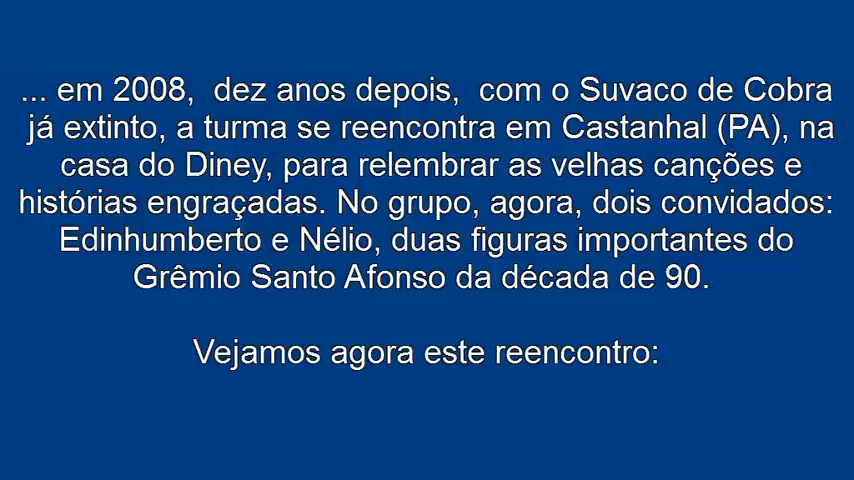 ... em 2008,  dez anos depois,  com o Suvaco de Cobra
já extinto, a turma se reencontra em Castanhal (PA), na
casa do Diney, para relembrar as velhas canções e
histórias engraçadas. No grupo, agora, dois convidados:
Edinhumberto e Nélio, duas figuras importantes do
Grêmio Santo Afonso da década de 90.
Vejamos agora este reencontro: